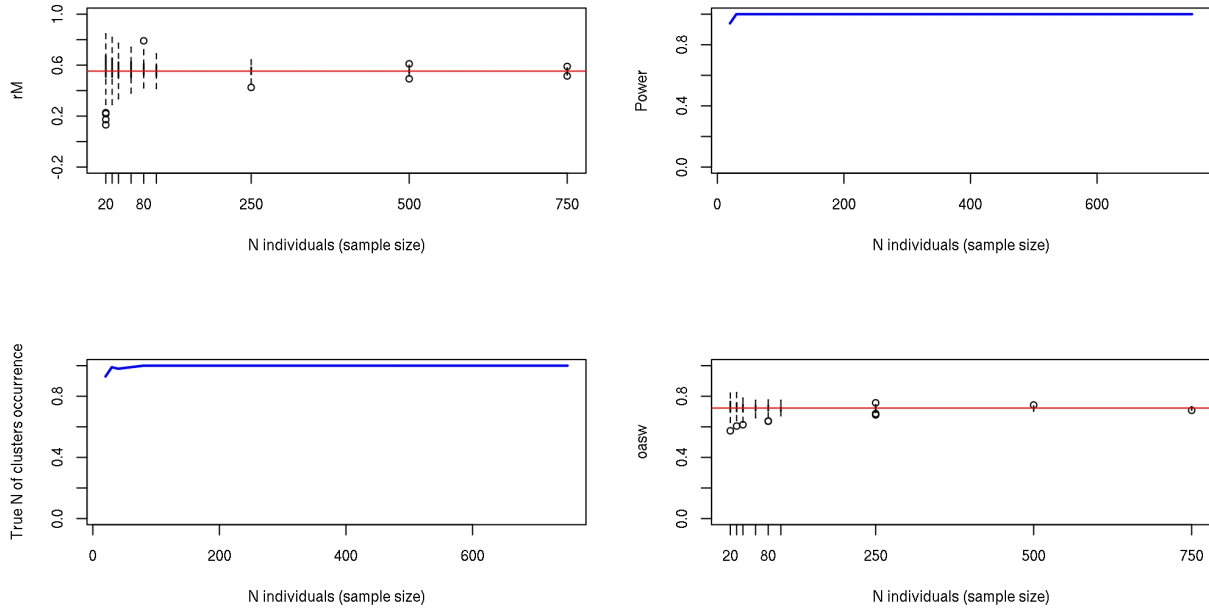 rM
-0.2 0.2 0.6 1.0
20 80 250 500 750
N individuals (sample size)
Power
0.0 0.4 0.8
0 200 400 600
N individuals (sample size)
True N of clusters occurrence
0.0 0.4 0.8
0 200 400 600
N individuals (sample size)
oasw
0.0 0.4 0.8
20 80 250 500 750
N individuals (sample size)